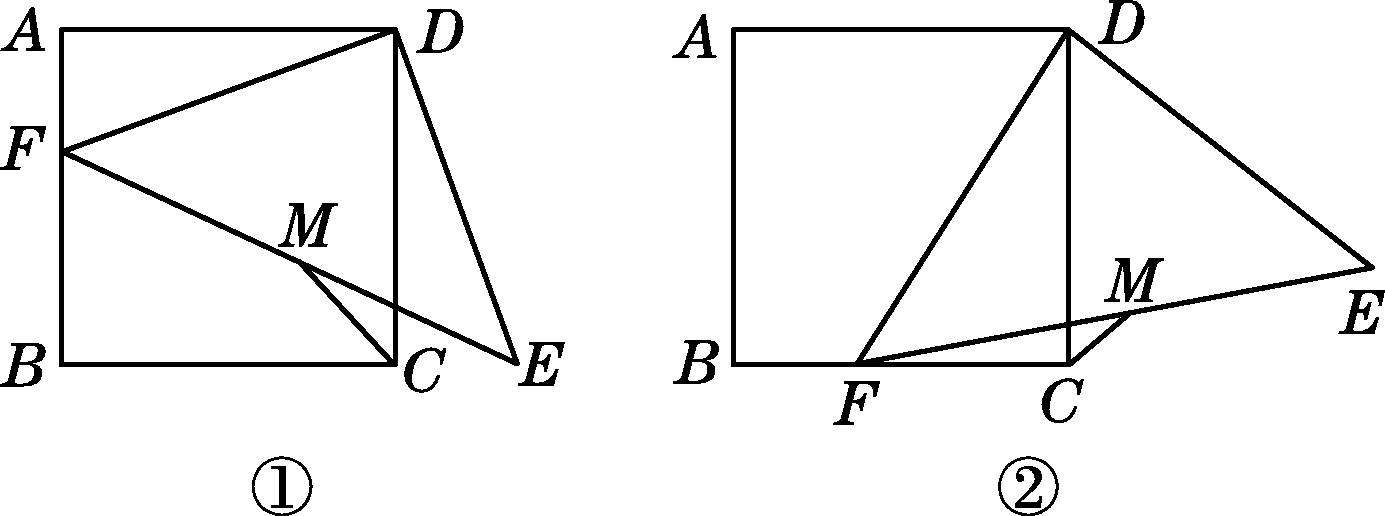 A D A D
F
M M
E
B C E B
F C
① ②